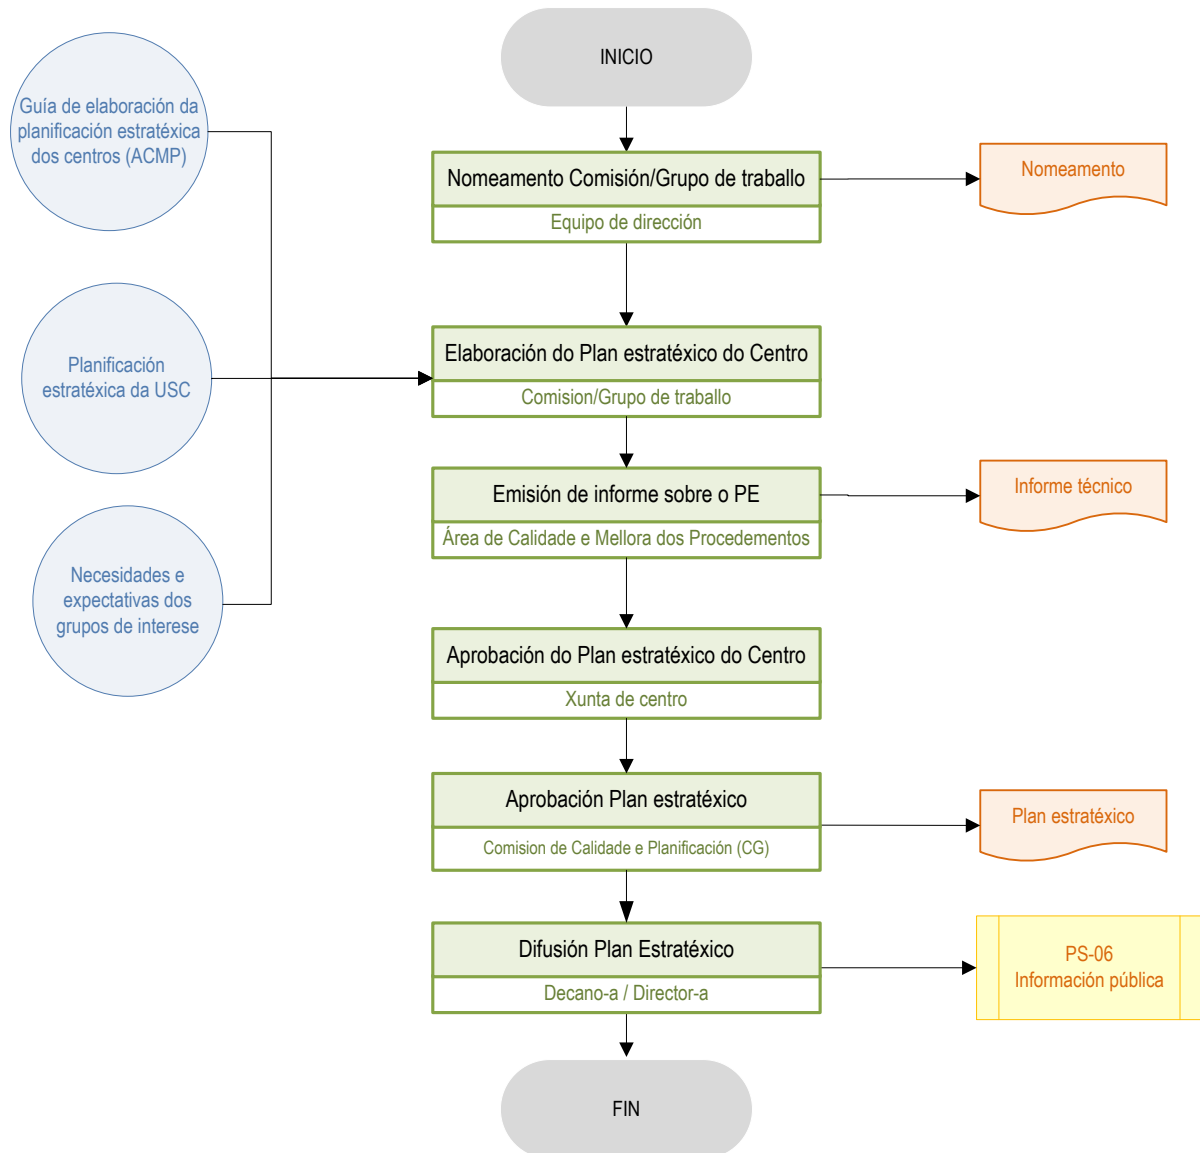 INICIO
Guía de elaboración da
planificación estratéxica
dos centros (ACMP)
Nomeamento Comisión/Grupo de traballo
Equipo de dirección
Nomeamento
Planificación
estratéxica da USC
Elaboración do Plan estratéxico do Centro
Comision/Grupo de traballo
Emisión de informe sobre o PE
Área de Calidade e Mellora dos Procedementos
Informe técnico
Necesidades e
expectativas dos
grupos de interese
Aprobación do Plan estratéxico do Centro
Xunta de centro
Aprobación Plan estratéxico
Comision de Calidade e Planificación (CG)
Plan estratéxico
Difusión Plan Estratéxico
Decano-a / Director-a
PS-06
Información pública
FIN